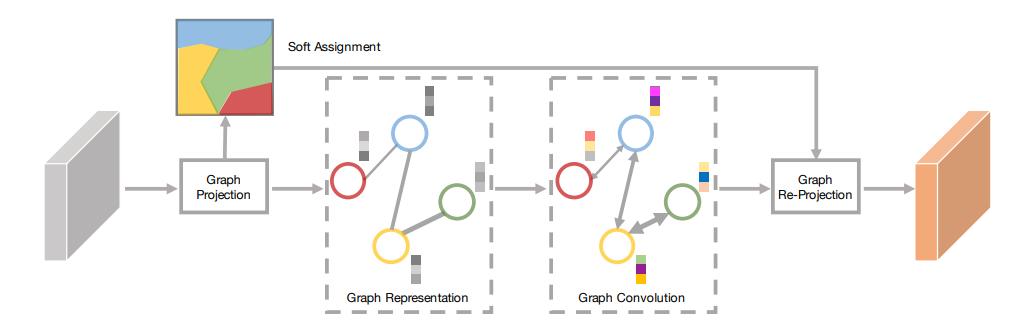 Soft Assignment
Graph
Projection
Graph Representation
Graph Convolution
Graph
Re-Projection